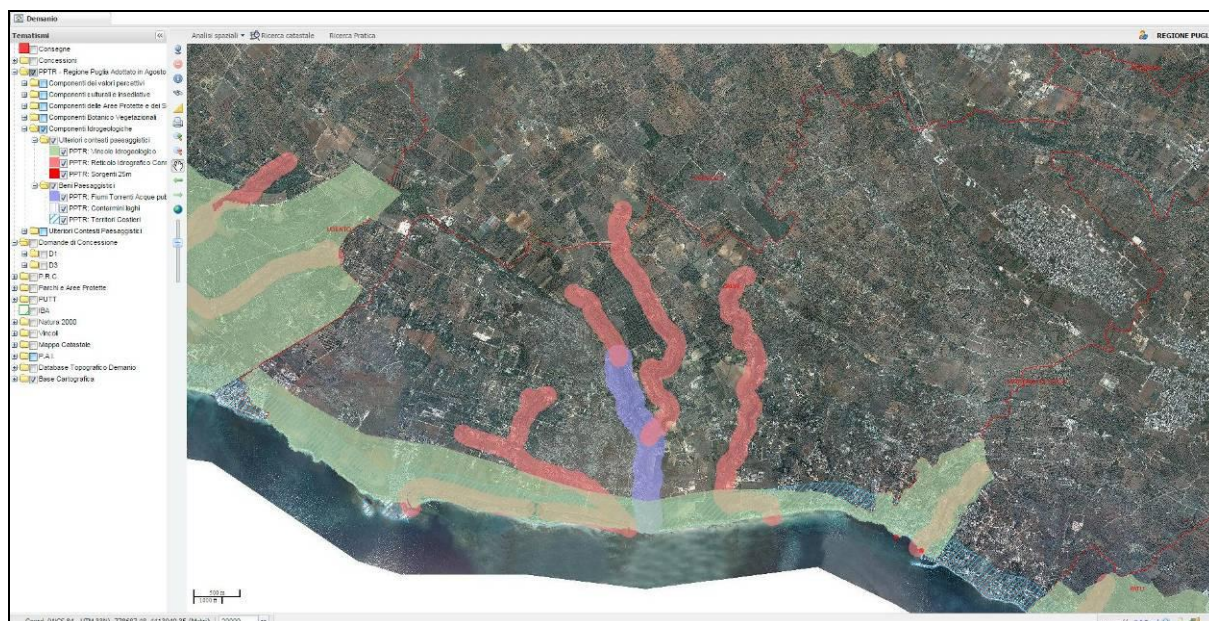 Demanio
Tematismi
Analisi spaziali
Ricerca catastale
Ricerca Pratica
REGIONE PUGL
Consegne
Concessioni
PPTR - Regione Puglia Adottato in Agosto
Componenti dei valori percettivi
Componenti culturali e insediative
Componenti delle Aree Protette e dei S
Componenti Botanico Vegetazionali
Componenti Idrogeologiche
Ulteriori contesti paesaggistici
PPTR: Vincolo Idrogeologico
PPTR: Reticolo Idrografico Conn
PPTR: Sorgenti 25m
Beni Paesaggistici
PPTR: Fiumi Torrenti Acque pub
PPTR: Contermini laghi
PPTR: Territori Costieri
Ulteriori Contesti Paesaggistici
Domande di Concessione
D1
D3
P.R.C.
Parchi e Aree Protette
PUTT
IBA
Natura 2000
Vincoli
Mappa Catastale
P.A.I.
Database Topografico Demanio
Base Cartografica
500 m
1000 ft